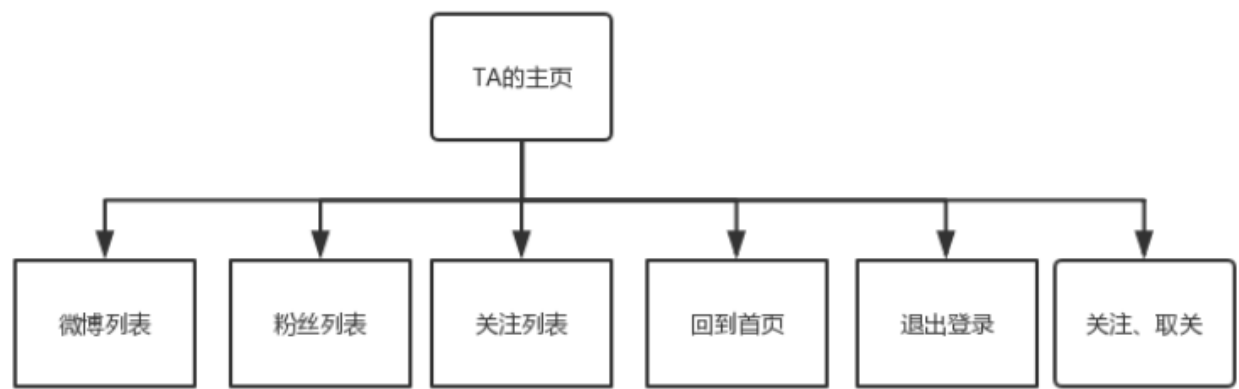 TA的主页
微博列表
粉丝列表
关注列表
回到首页
退出登录
关注、取关